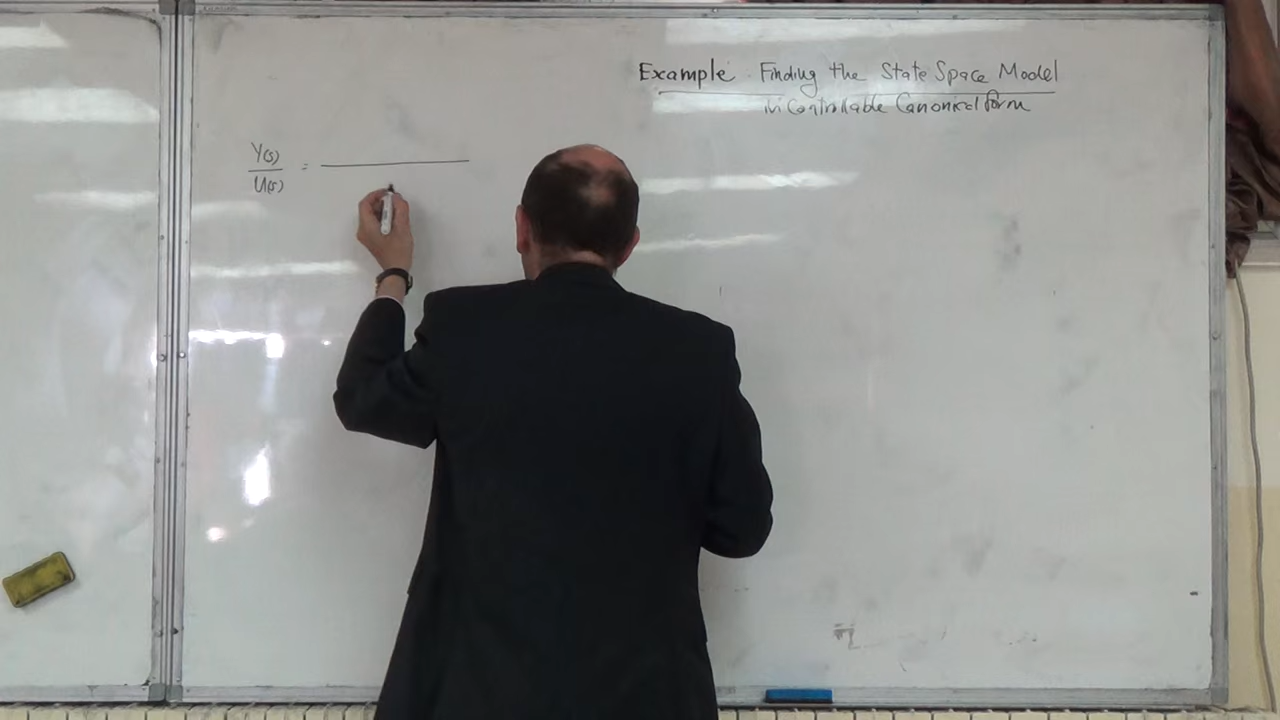 Example. Finding the State Space Model
in Controllable Canonical form
Y(s)
U(s)
=